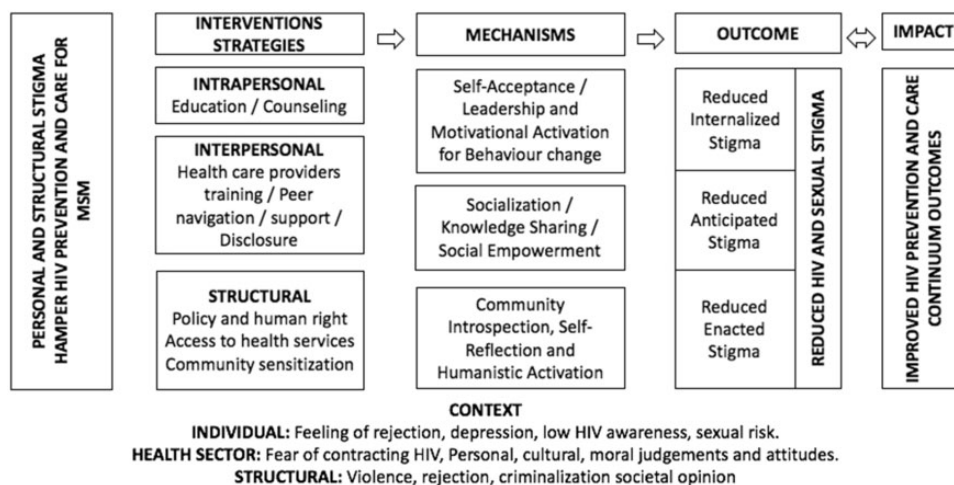 PERSONAL AND STRUCTURAL STIGMA
HAMPER HIV PREVENTION AND CARE FOR
MSM
INTERVENTIONS
STRATEGIES
INTRAPERSONAL
Education / Counseling
INTERPERSONAL
Health care providers
training / Peer
navigation / support /
Disclosure
STRUCTURAL
Policy and human right
Access to health services
Community sensitization
MECHANISMS
Self-Acceptance /
Leadership and
Motivational Activation
for Behaviour change
Socialization /
Knowledge Sharing /
Social Empowerment
Community
Introspection, Self-
Reflection and
Humanistic Activation
OUTCOME
Reduced
Internalized
Stigma
Reduced
Anticipated
Stigma
Reduced
Enacted
Stigma
REDUCED HIV AND SEXUAL STIGMA
IMPACT
IMPROVED HIV PREVENTION AND CARE
CONTINUUM OUTCOMES
CONTEXT
INDIVIDUAL: Feeling of rejection, depression, low HIV awareness, sexual risk.
HEALTH SECTOR: Fear of contracting HIV, Personal, cultural, moral judgements and attitudes.
STRUCTURAL: Violence, rejection, criminalization societal opinion